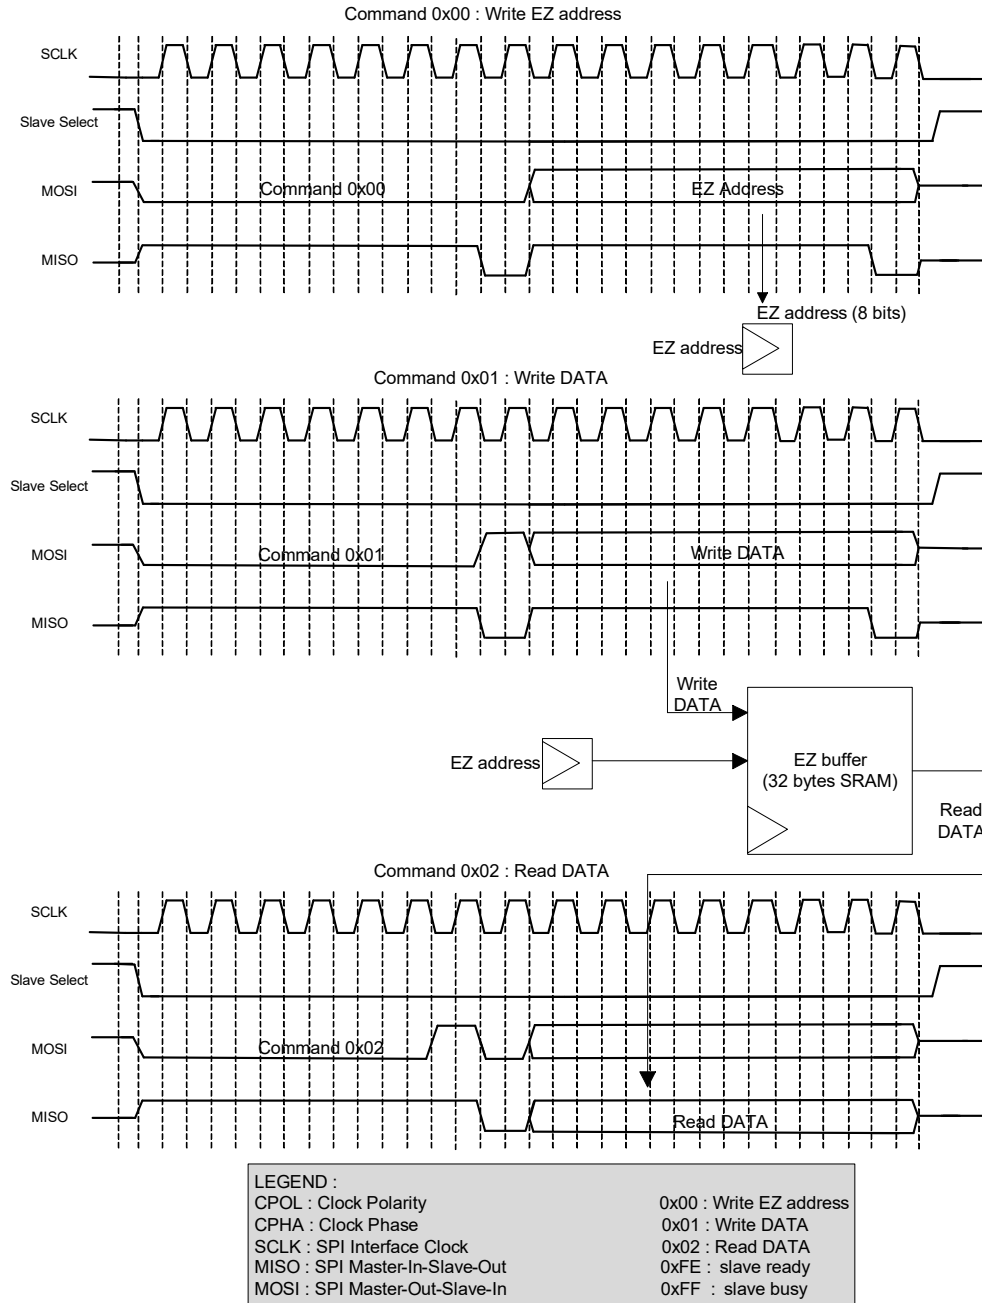 Command 0x00 : Write EZ address
SCLK
Slave Select
MOSI
Command 0x00
EZ Address
MISO
EZ address (8 bits)
EZ address
Command 0x01 : Write DATA
SCLK
Slave Select
MOSI
Command 0x01
Write DATA
MISO
Write
DATA
EZ address
EZ buffer
(32 bytes SRAM)
Read
DATA
Command 0x02 : Read DATA
SCLK
Slave Select
MOSI
Command 0x02
MISO
Read DATA
LEGEND :
CPOL : Clock Polarity
CPHA : Clock Phase
SCLK : SPI Interface Clock
MISO : SPI Master-In-Slave-Out
MOSI : SPI Master-Out-Slave-In
0x00 : Write EZ address
0x01 : Write DATA
0x02 : Read DATA
0xFE : slave ready
0xFF : slave busy